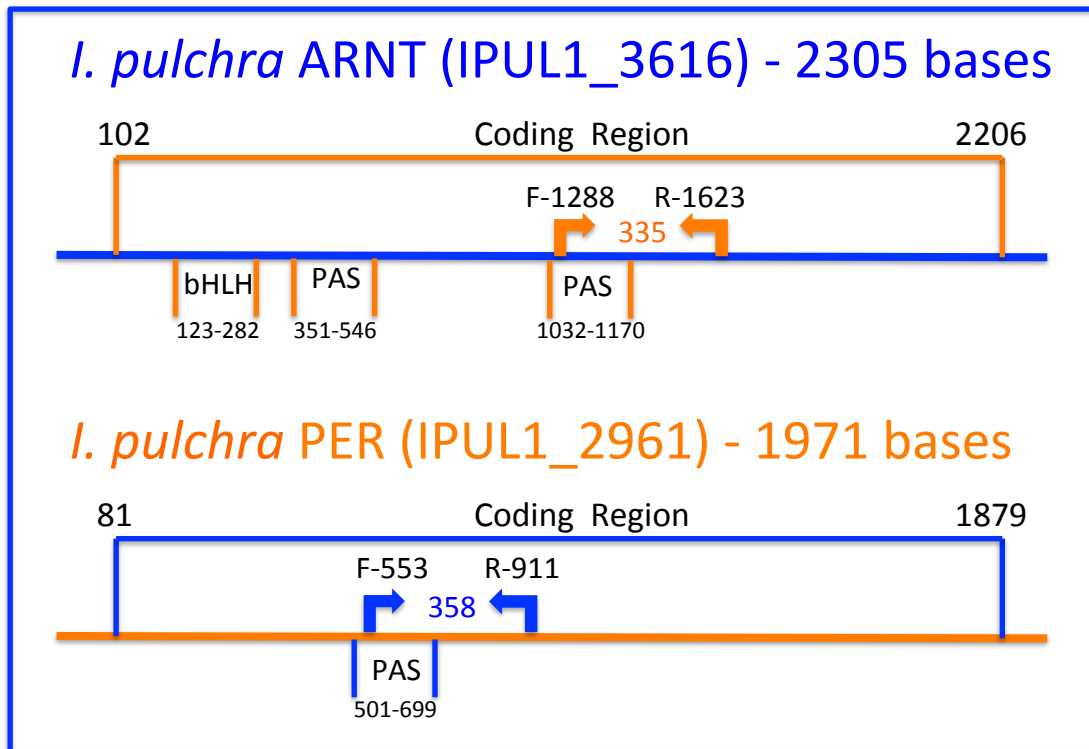 I. pulchra ARNT (IPUL1_3616) - 2305 bases
102 Coding Region 2206
F-1288 R-1623
335
bHLH PAS PAS
123-282 351-546 1032-1170
I. pulchra PER (IPUL1_2961) - 1971 bases
81 Coding Region 1879
F-553 R-911
358
PAS
501-699